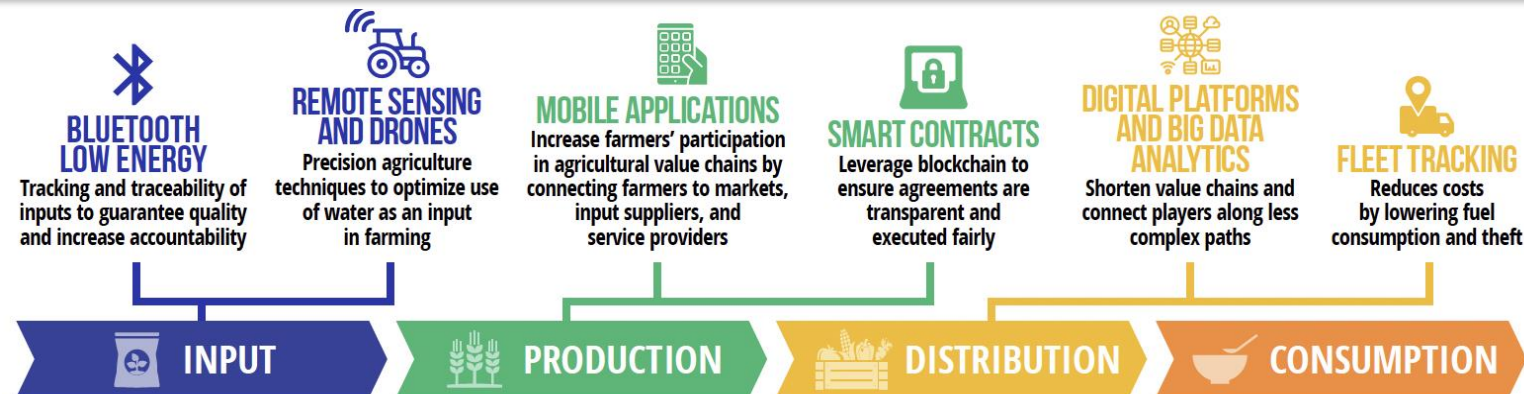 BLUETOOTH
LOW ENERGY
Tracking and traceability of
inputs to guarantee quality
and increase accountability
REMOTE SENSING
AND DRONES
Precision agriculture
techniques to optimize use
of water as an input
in farming
MOBILE APPLICATIONS
Increase farmers’ participation
in agricultural value chains by
connecting farmers to markets,
input suppliers, and
service providers
SMART CONTRACTS
Leverage blockchain to
ensure agreements are
transparent and
executed fairly
DIGITAL PLATFORMS
AND BIG DATA
ANALYTICS
Shorten value chains and
connect players along less
complex paths
FLEET TRACKING
Reduces costs
by lowering fuel
consumption and theft
INPUT
PRODUCTION
DISTRIBUTION
CONSUMPTION